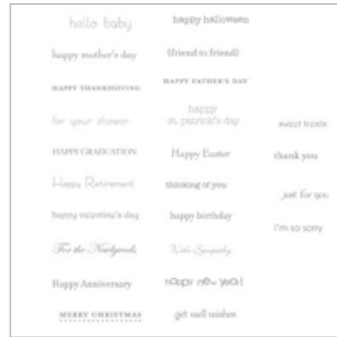 hello baby
happy mother's day
HAPPY THANKSGIVING
for your shower
HAPPY GRADUATION
Happy Retirement
happy valentine's day
For the Newlyweds
Happy Anniversary
MERRY CHRISTMAS
happy halloween
(friend to friend)
HAPPY FATHER'S DAY
happy
st. patrick's day
Happy Easter
thinking of you
happy birthday
With Sympathy
happy new year!
get well wishes
sweet treats
thank you
just for you
i'm so sorry